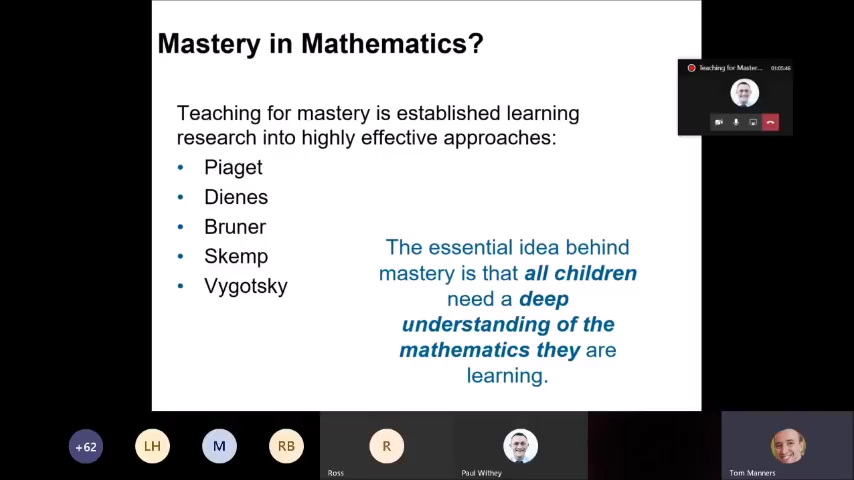 Mastery in Mathematics?
Teaching for Master... 01:05:46
Teaching for mastery is established learning
research into highly effective approaches:
• Piaget
• Dienes
• Bruner
• Skemp
• Vygotsky
The essential idea behind
mastery is that all children
need a deep
understanding of the
mathematics they are
learning.
+62 LH M RB R
Ross Paul Withey Tom Manners